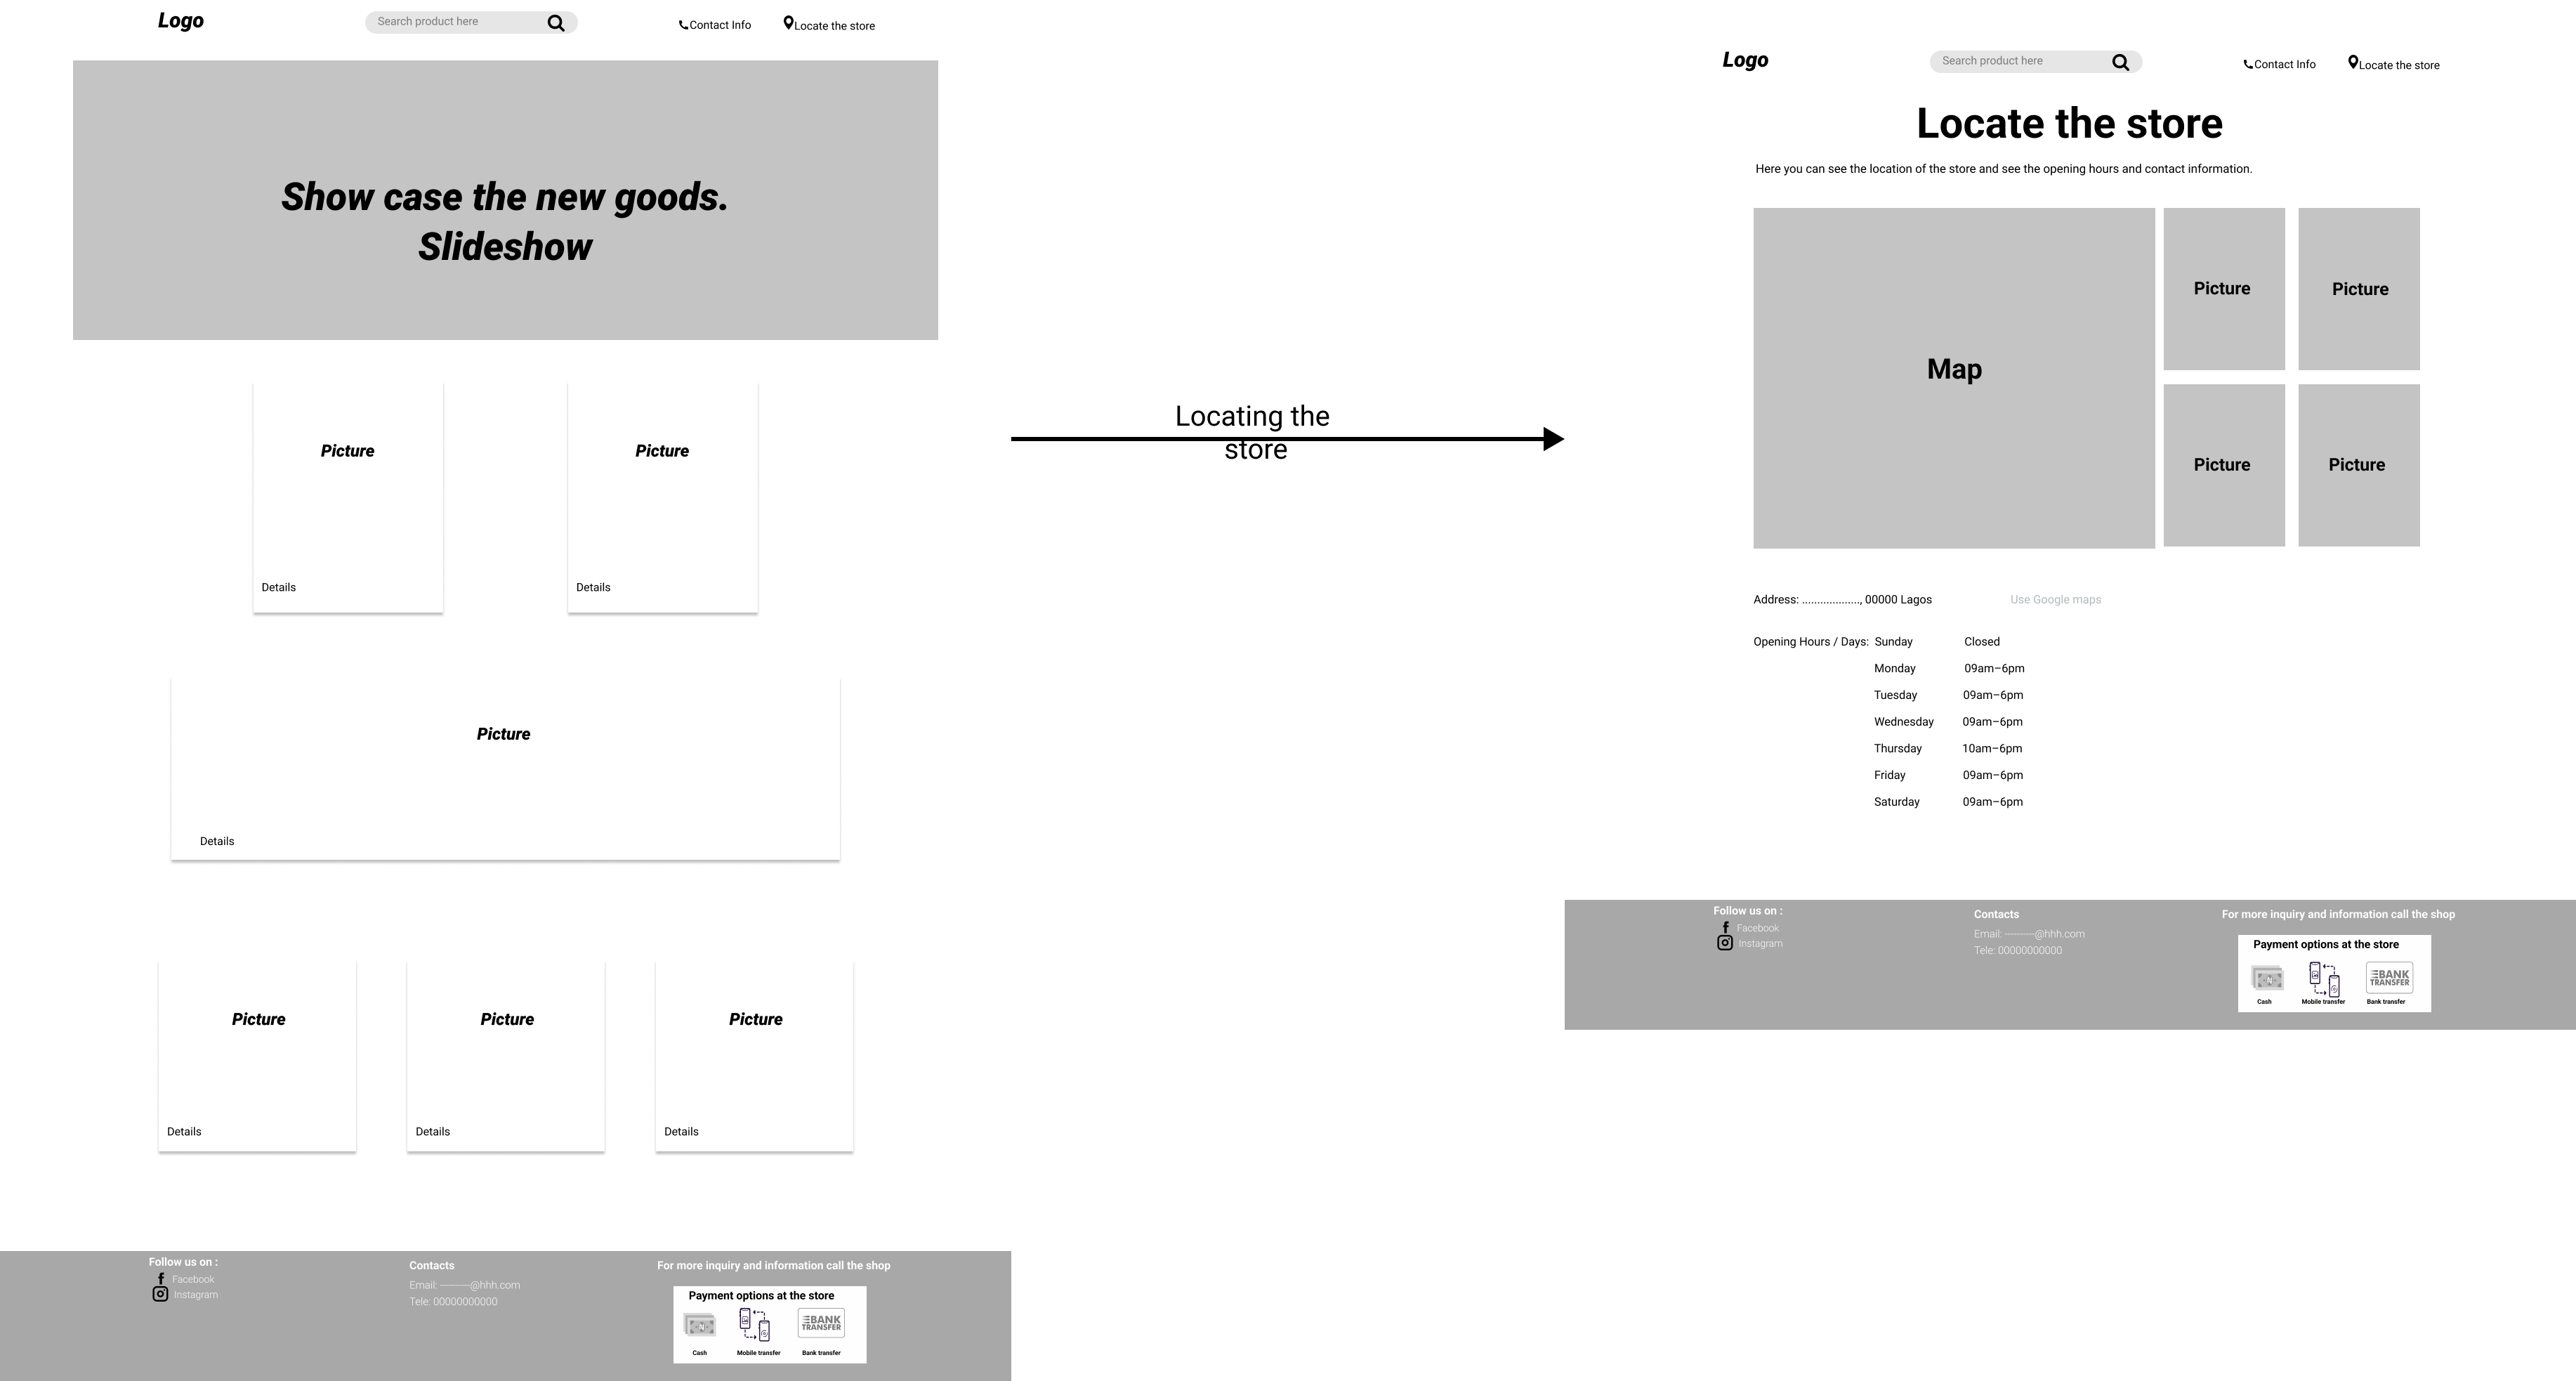 Logo
Search product here
Contact Info
Locate the store
Show case the new goods.
Slideshow
Picture
Picture
Details
Details
Picture
Details
Picture
Picture
Picture
Details
Details
Details
Follow us on :
Facebook
Instagram
Contacts
Email: ----------@hhh.com
Tele: 00000000000
For more inquiry and information call the shop
Payment options at the store
BANK
TRANSFER
Cash
Mobile transfer
Bank transfer
Locating the
store
Logo
Search product here
Contact Info
Locate the store
Locate the store
Here you can see the location of the store and see the opening hours and contact information.
Map
Picture
Picture
Picture
Picture
Address: ..................., 00000 Lagos
Use Google maps
Opening Hours / Days: Sunday Closed
Monday 09am–6pm
Tuesday 09am–6pm
Wednesday 09am–6pm
Thursday 10am–6pm
Friday 09am–6pm
Saturday 09am–6pm
Follow us on :
Facebook
Instagram
Contacts
Email: ----------@hhh.com
Tele: 00000000000
For more inquiry and information call the shop
Payment options at the store
BANK
TRANSFER
Cash
Mobile transfer
Bank transfer